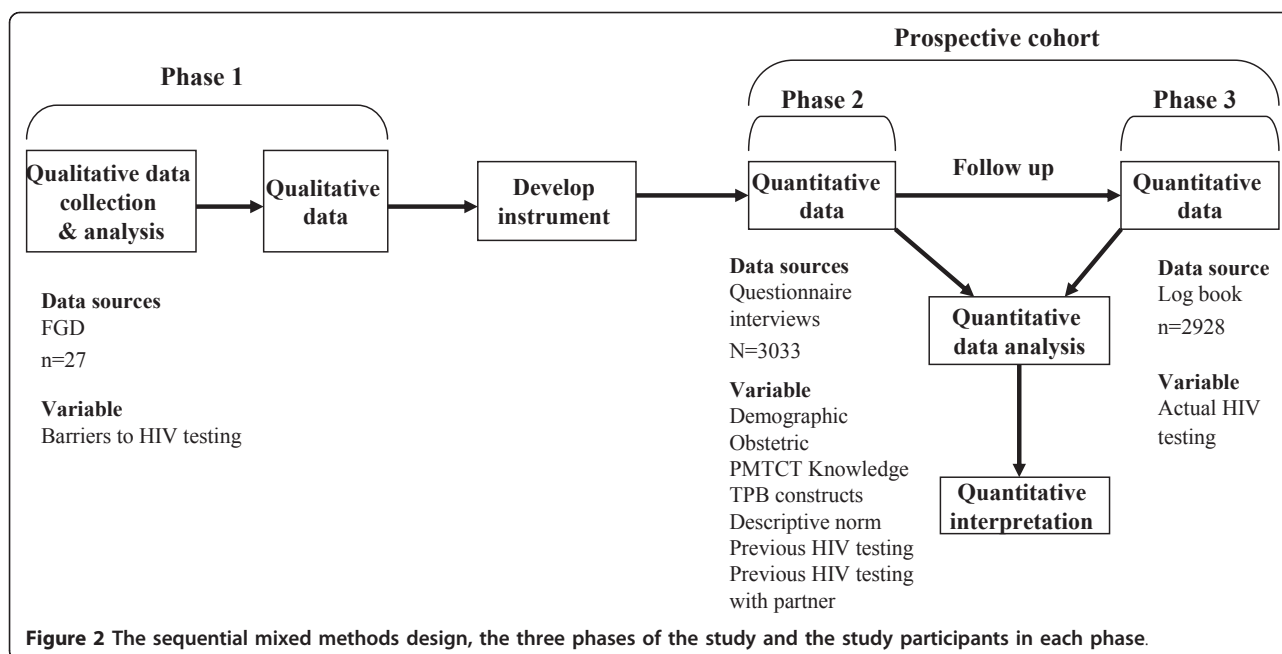 Prospective cohort
Phase 1
Phase 2
Phase 3
Qualitative data
collection
& analysis
Qualitative
data
Develop
instrument
Quantitative
data
Follow up
Quantitative
data
Data sources
FGD
n=27
Variable
Barriers to HIV testing
Data sources
Questionnaire
interviews
N=3033
Variable
Demographic
Obstetric
PMTCT Knowledge
TPB constructs
Descriptive norm
Previous HIV testing
Previous HIV testing
with partner
Quantitative
data analysis
Quantitative
interpretation
Data source
Log book
n=2928
Variable
Actual HIV
testing
Figure 2 The sequential mixed methods design, the three phases of the study and the study participants in each phase.